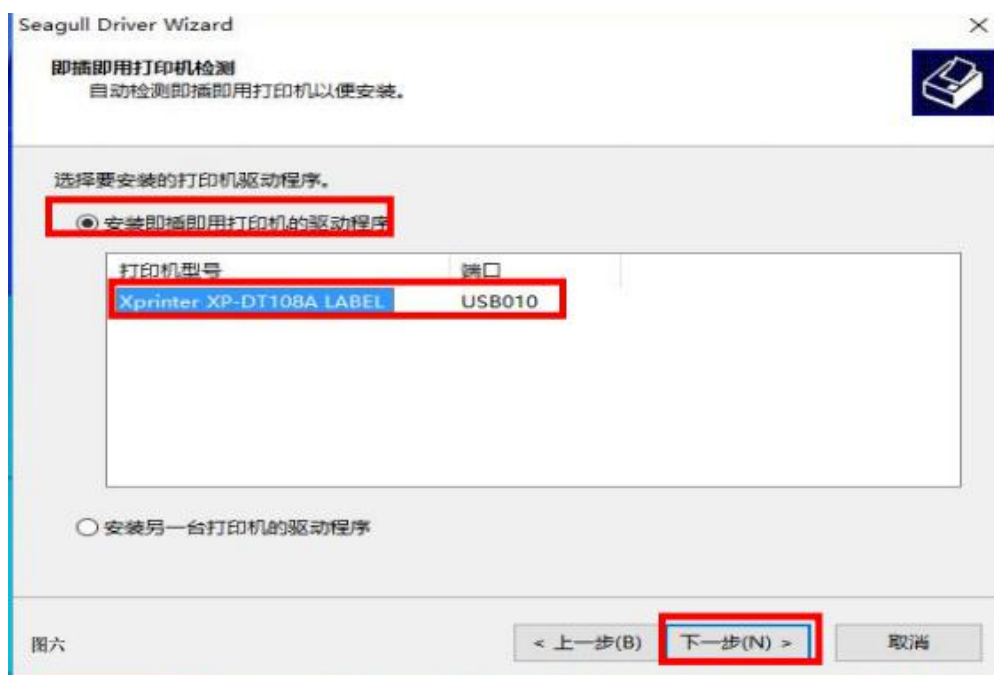 Seagull Driver Wizard
即插即用打印机检测
自动检测即插即用打印机以便安装。
选择要安装的打印机驱动程序。
安装即插即用打印机的驱动程序
打印机型号 端口
Xprinter XP-DT108A LABEL USB010
安装另一台打印机的驱动程序
图六 < 上一步(B) 下一步(N) > 取消